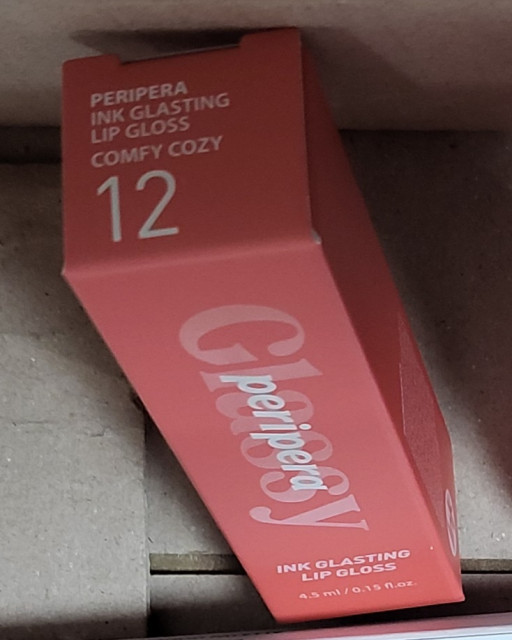 PERIPERA
INK GLASTING
LIP GLOSS
COMFY COZY
12
Glassy
peripera
INK GLASTING
LIP GLOSS
4.5 ml / 0.15 fl.oz.